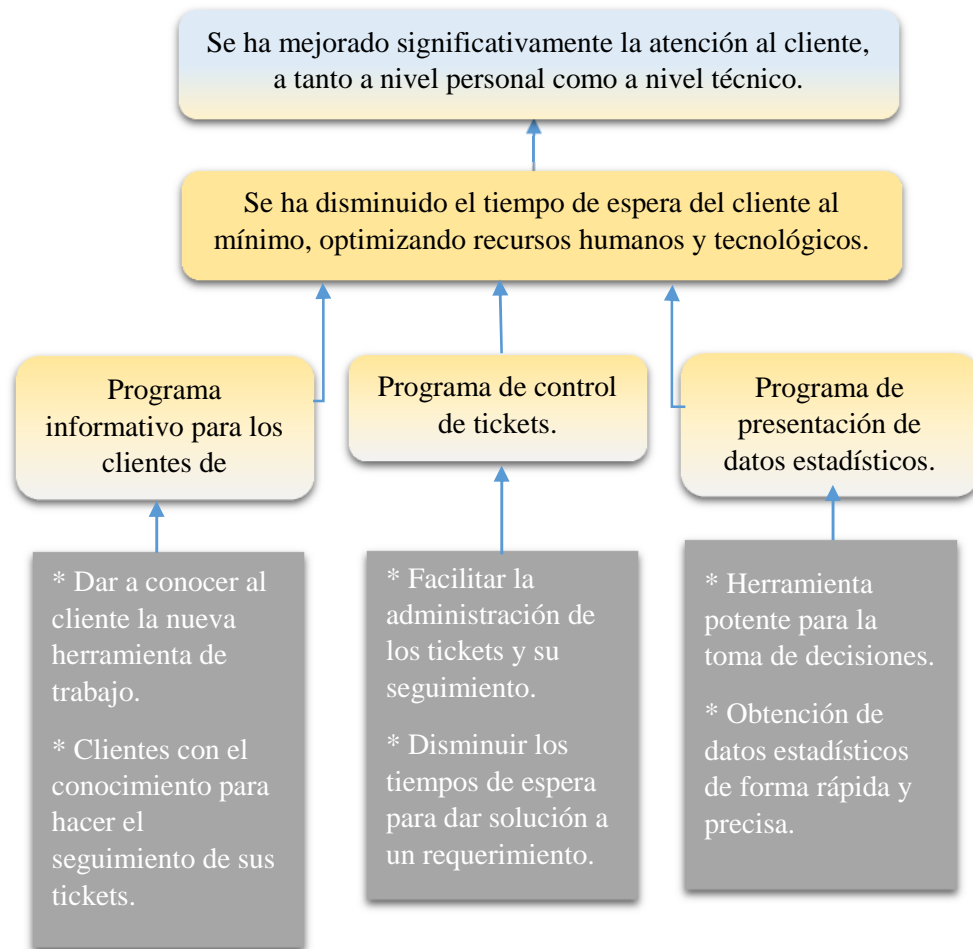 Se ha mejorado significativamente la atención al cliente,
a tanto a nivel personal como a nivel técnico.
Se ha disminuido el tiempo de espera del cliente al
mínimo, optimizando recursos humanos y tecnológicos.
Programa
informativo para los
clientes de
Programa de control
de tickets.
Programa de
presentación de
datos estadísticos.
* Dar a conocer al
cliente la nueva
herramienta de
trabajo.
* Clientes con el
conocimiento para
hacer el
seguimiento de sus
tickets.
* Facilitar la
administración de
los tickets y su
seguimiento.
* Disminuir los
tiempos de espera
para dar solución a
un requerimiento.
* Herramienta
potente para la
toma de decisiones.
* Obtención de
datos estadísticos
de forma rápida y
precisa.